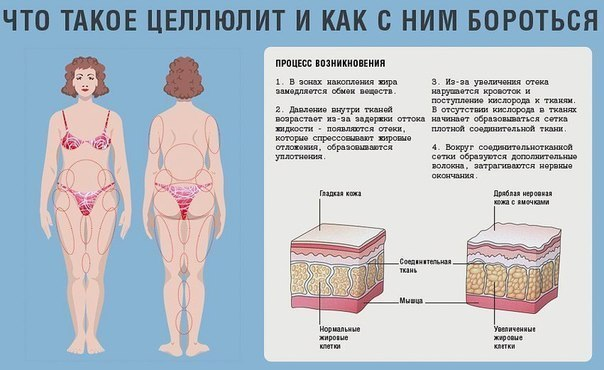 ЧТО ТАКОЕ ЦЕЛЛЮЛИТ И КАК С НИМ БОРОТЬСЯ
ПРОЦЕСС ВОЗНИКНОВЕНИЯ
1. В зонах накопления жира
замедляется обмен веществ.
2. Давление внутри тканей
возрастает из-за задержки оттока
жидкости - появляются отеки,
которые спрессовывают жировые
отложения, образовываются
уплотнения.
3. Из-за увеличения отека
нарушается кровоток и
поступление кислорода к тканям.
В отсутствии кислорода в тканях
начинает образовываться сетка
плотной соединительной ткани.
4. Вокруг соединительнотканной
сетки образуются дополнительные
волокна, затрагиваются нервные
окончания.
Гладкая кожа
Дряблая неровная
кожа с ямочками
Соединительная
ткань
Мышца
Нормальные
жировые
клетки
Увеличенные
жировые
клетки